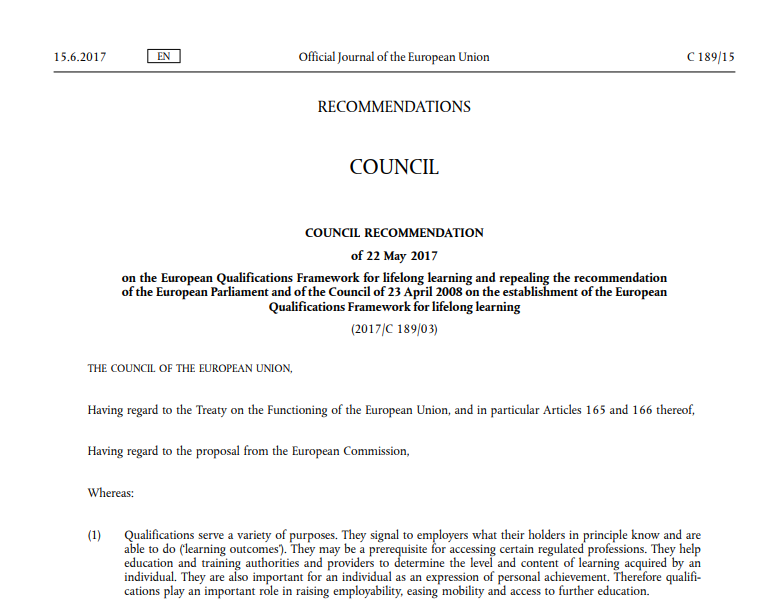 15.6.2017 EN Official Journal of the European Union C 189/15
RECOMMENDATIONS
COUNCIL
COUNCIL RECOMMENDATION
of 22 May 2017
on the European Qualifications Framework for lifelong learning and repealing the recommendation
of the European Parliament and of the Council of 23 April 2008 on the establishment of the European
Qualifications Framework for lifelong learning
(2017/C 189/03)
THE COUNCIL OF THE EUROPEAN UNION,
Having regard to the Treaty on the Functioning of the European Union, and in particular Articles 165 and 166 thereof,
Having regard to the proposal from the European Commission,
Whereas:
(1) Qualifications serve a variety of purposes. They signal to employers what their holders in principle know and are
able to do (‘learning outcomes’). They may be a prerequisite for accessing certain regulated professions. They help
education and training authorities and providers to determine the level and content of learning acquired by an
individual. They are also important for an individual as an expression of personal achievement. Therefore qualifi-
cations play an important role in raising employability, easing mobility and access to further education.